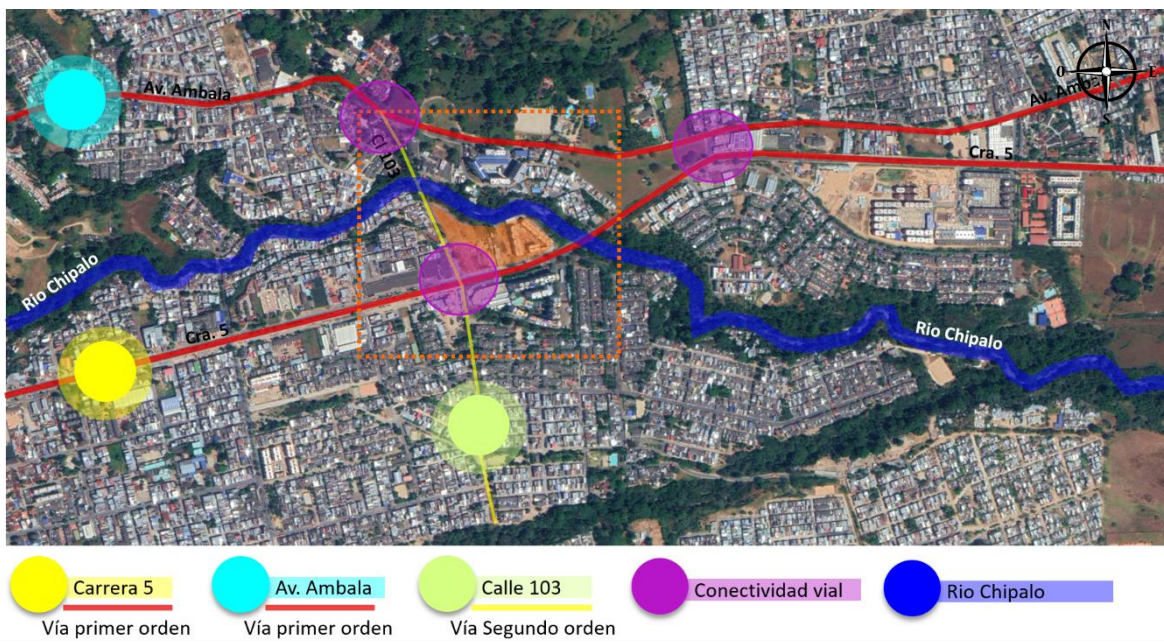 N
O
L
S
Av. Ambala
Av. Amba
Cl 103
Cra. 5
Rio Chipalo
Cra. 5
Rio Chipalo
Carrera 5
Vía primer orden
Av. Ambala
Vía primer orden
Calle 103
Vía Segundo orden
Conectividad vial
Rio Chipalo